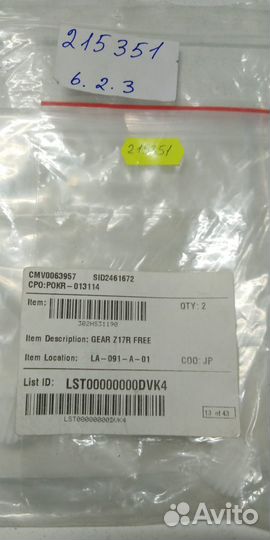 215351
6.2.3
215351
CMV0063957 SID2461672
CPO:POKR-013114
Item: QTY: 2
302HS31190
Item Description: GEAR Z17R FREE
Item Location: LA-091-A-01 COO: JP
List ID: LST00000000DVK4
13 of 43
LST00000000DVK4
Avito